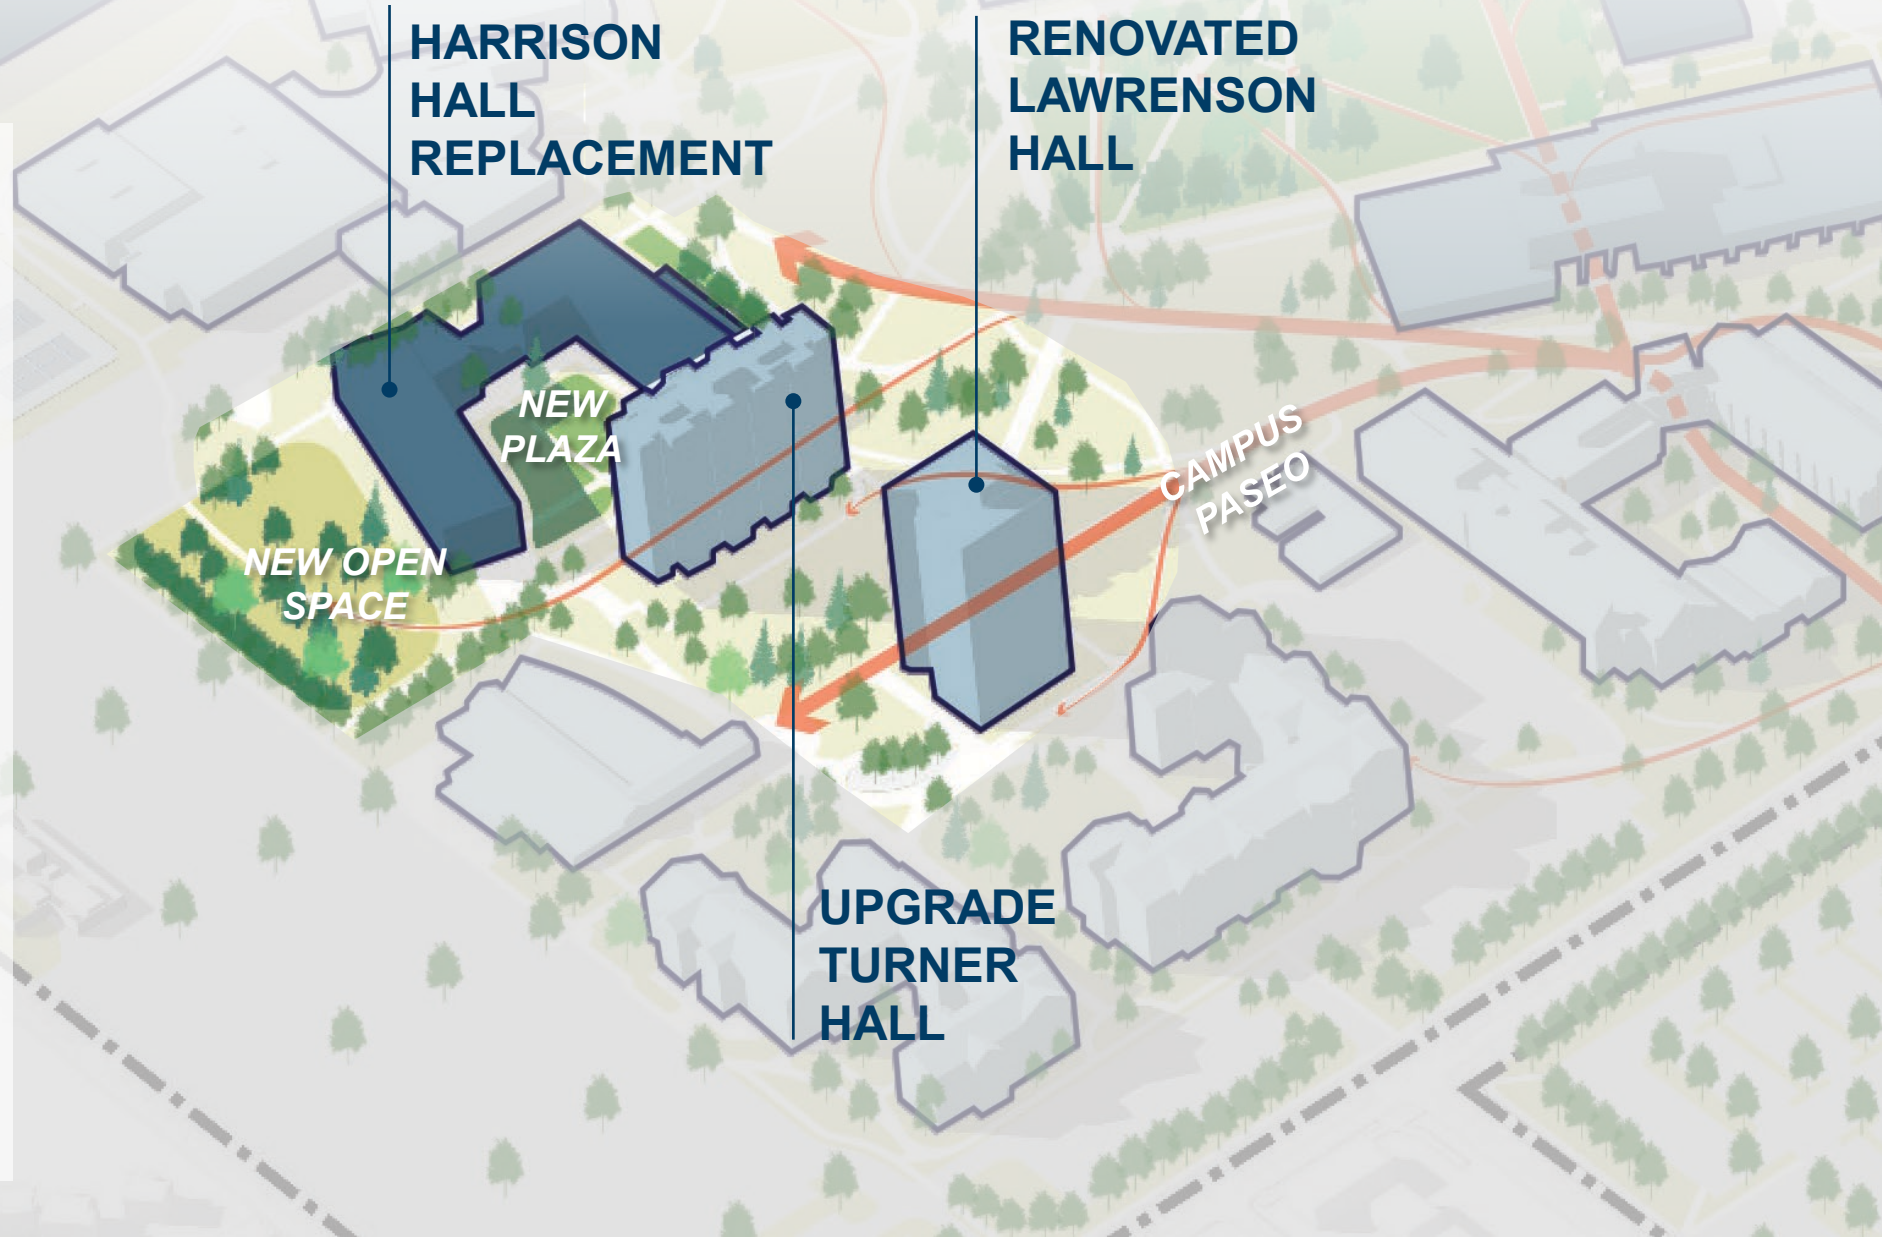 HARRISON
HALL
REPLACEMENT
RENOVATED
LAWRENSON
HALL
NEW
PLAZA
CAMPUS
PASEO
NEW OPEN
SPACE
UPGRADE
TURNER
HALL